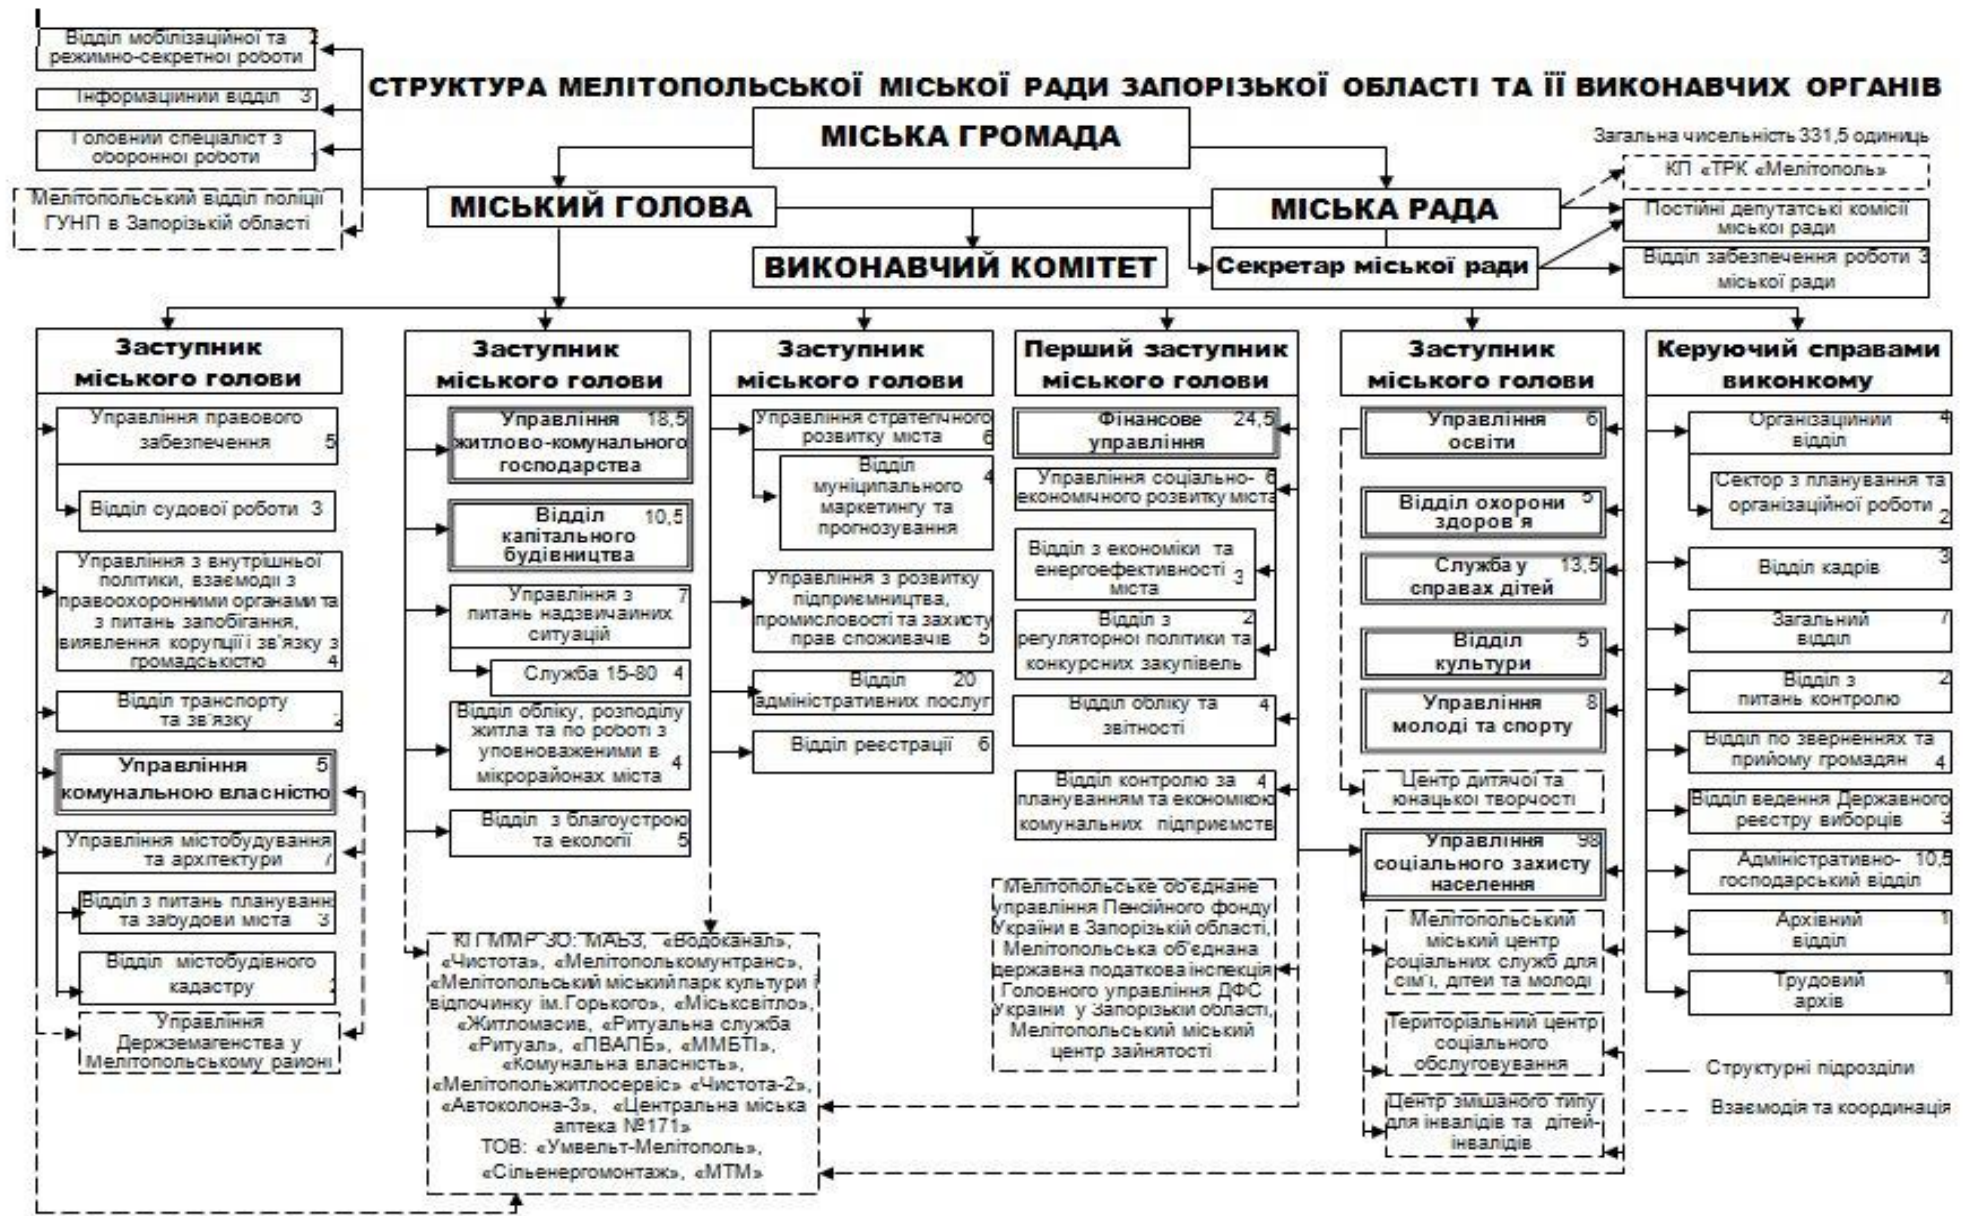 Відділ мобілізаційної та 2
режимно-секретної роботи
СТРУКТУРА МЕЛІТОПОЛЬСЬКОЇ МІСЬКОЇ РАДИ ЗАПОРІЗЬКОЇ ОБЛАСТІ ТА ЇЇ ВИКОНАВЧИХ ОРГАНІВ
Інформаційний відділ 3
Головний спеціаліст з
оборонної роботи
МІСЬКА ГРОМАДА
Загальна чисельність 331,5 одиниць
КП «ТРК «Мелітополь»
Мелітопольський відділ поліції
ГУНП в Запорізькій області
МІСЬКИЙ ГОЛОВА
МІСЬКА РАДА
Постійні депутатські комісії
міської ради
ВИКОНАВЧИЙ КОМІТЕТ
Секретар міської ради
Відділ забезпечення роботи 3
міської ради
Заступник
міського голови
Управління правового
забезпечення 5
Відділ судової роботи 3
Управління з внутрішньої
політики, взаємодії з
правоохоронними органами та
з питань запобігання,
виявлення корупції і зв'язку з
громадськістю 4
Відділ транспорту
та зв'язку 2
Управління 5
комунальною власністю
Управління містобудування
та архітектури 7
Відділ з питань плануванн
та забудови міста 3
Відділ містобудівного
кадастру
Управління
Держземагенства у
Мелітопольському районі
Заступник
міського голови
Управління 18,5
житлово-комунального
господарства
Відділ 10,5
капітального
будівництва
Управління з 7
питань надзвичайних
ситуацій
Служба 15-80 4
Відділ обліку, розподілу
житла та по роботі з
уповноваженими в
мікрорайонах міста 4
Відділ з благоустрою
та екології 5
КП ММР ЗО: МАБЗ, «Водоканал»,
«Чистота», «Мелітополькомунтранс»,
«Мелітопольський міський парк культури і
відпочинку ім.Горького», «Міськсвітло»,
«Житломасив, «Ритуальна служба
«Ритуал», «ПВАПБ», «ММБТІ»,
«Комунальна власність»,
«Мелітопольжитлосервіс» «Чистота-2»,
«Автоколона-3», «Центральна міська
аптека №171»
ТОВ: «Умвельт-Мелітополь»,
«Сільенергомонтаж», «МТМ»
Заступник
міського голови
Управління стратегічного
розвитку міста 6
Відділ 4
муніципального
маркетингу та
прогнозування
Управління з розвитку
підприємництва,
промисловості та захисту
прав споживачів 5
Відділ 20
адміністративних послуг
Відділ реєстрації 6
Перший заступник
міського голови
Фінансове 24,5
управління
Управління соціально- 6
економічного розвитку міста
Відділ з економіки та
енергоефективності 3
міста
Відділ з 2
регуляторної політики та
конкурсних закупівель
Відділ обліку та 4
звітності
Відділ контролю за 4
плануванням та економікою
комунальних підприємств
Мелітопольське об'єднане
управління Пенсійного фонду
України в Запорізькій області,
Мелітопольська об'єднана
державна податкова інспекція
Головного управління ДФС
України у Запорізькій області,
Мелітопольський міський
центр зайнятості
Заступник
міського голови
Управління 6
освіти
Відділ охорони 5
здоров'я
Служба у 13,5
справах дітей
Відділ 5
культури
Управління 8
молоді та спорту
Центр дитячої та
юнацької творчості
Управління 98
соціального захисту
населення
Мелітопольський
міський центр
соціальних служб для
сім'ї, дітей та молоді
Територіальний центр
соціального
обслуговування
Центр змішаного типу
для інвалідів та дітей-
інвалідів
Керуючий справами
виконкому
Організаційний 4
відділ
Сектор з планування та
організаційної роботи 2
Відділ кадрів 3
Загальний 7
відділ
Відділ з 2
питань контролю
Відділ по зверненнях та
прийому громадян 4
Відділ ведення Державного
реєстру виборців 3
Адміністративно- 10,5
господарський відділ
Архівний 1
відділ
Трудовий 1
архів
Структурні підрозділи
Взаємодія та координація